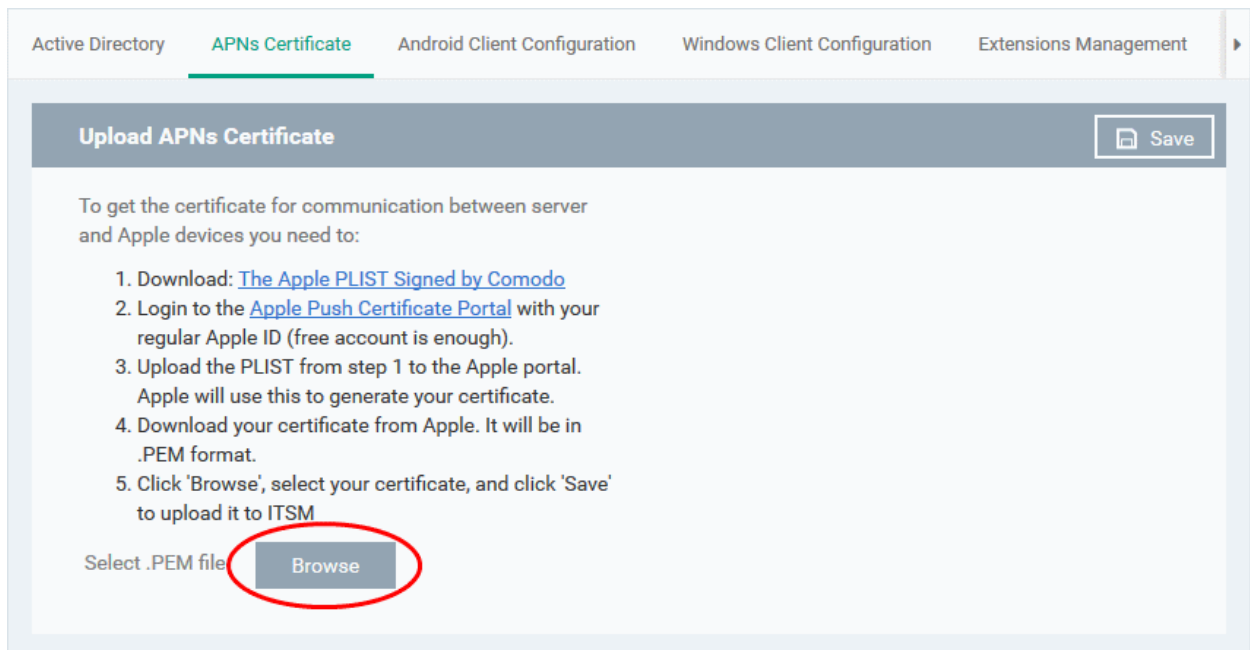 Active Directory APNs Certificate Android Client Configuration Windows Client Configuration Extensions Management
Upload APNs Certificate Save
To get the certificate for communication between server
and Apple devices you need to:
1. Download: The Apple PLIST Signed by Comodo
2. Login to the Apple Push Certificate Portal with your
regular Apple ID (free account is enough).
3. Upload the PLIST from step 1 to the Apple portal.
Apple will use this to generate your certificate.
4. Download your certificate from Apple. It will be in
.PEM format.
5. Click 'Browse', select your certificate, and click 'Save'
to upload it to ITSM
Select .PEM file Browse